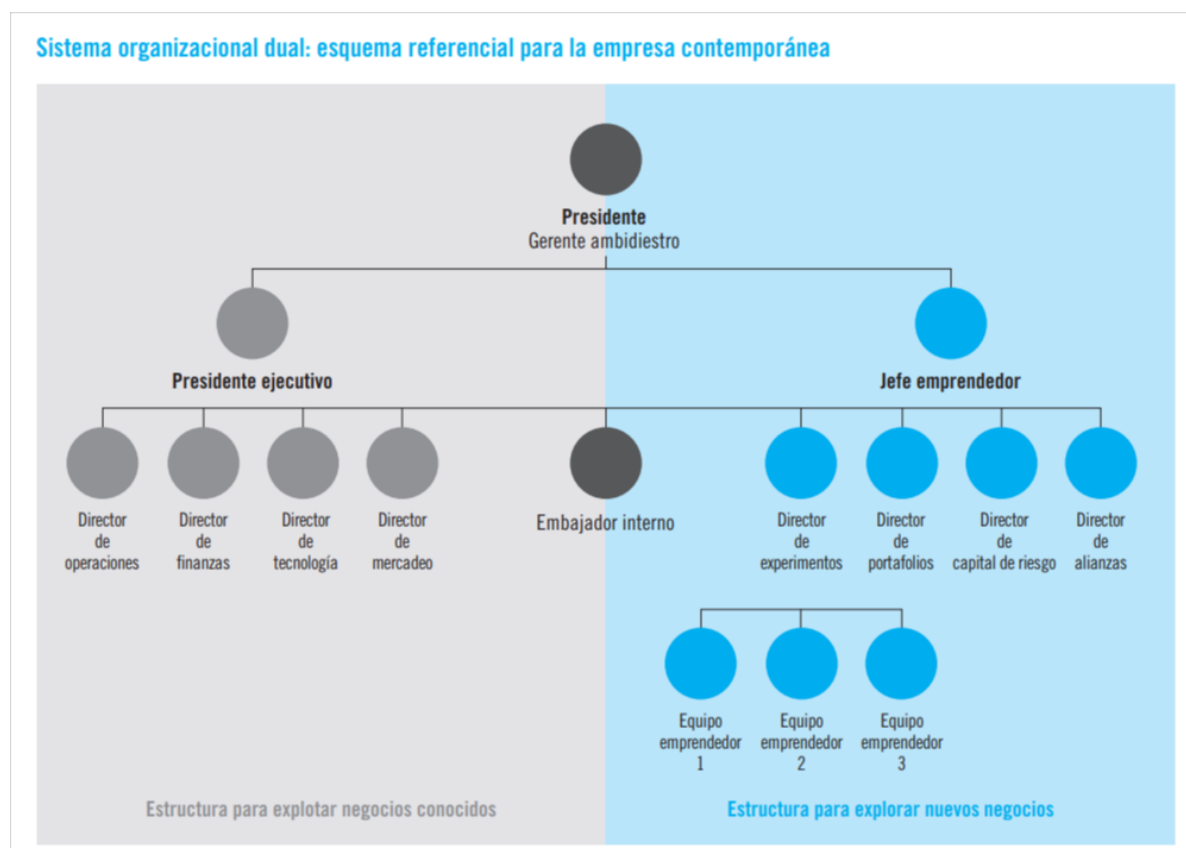 Sistema organizacional dual: esquema referencial para la empresa contemporánea
Presidente
Gerente ambidiestro
Presidente ejecutivo
Jefe emprendedor
Director
de
operaciones
Director
de
finanzas
Director
de
tecnología
Director
de
mercadeo
Embajador interno
Director
de
experimentos
Director
de
portafolios
Director
de
capital de riesgo
Director
de
alianzas
Equipo
emprendedor
1
Equipo
emprendedor
2
Equipo
emprendedor
3
Estructura para explotar negocios conocidos
Estructura para explorar nuevos negocios